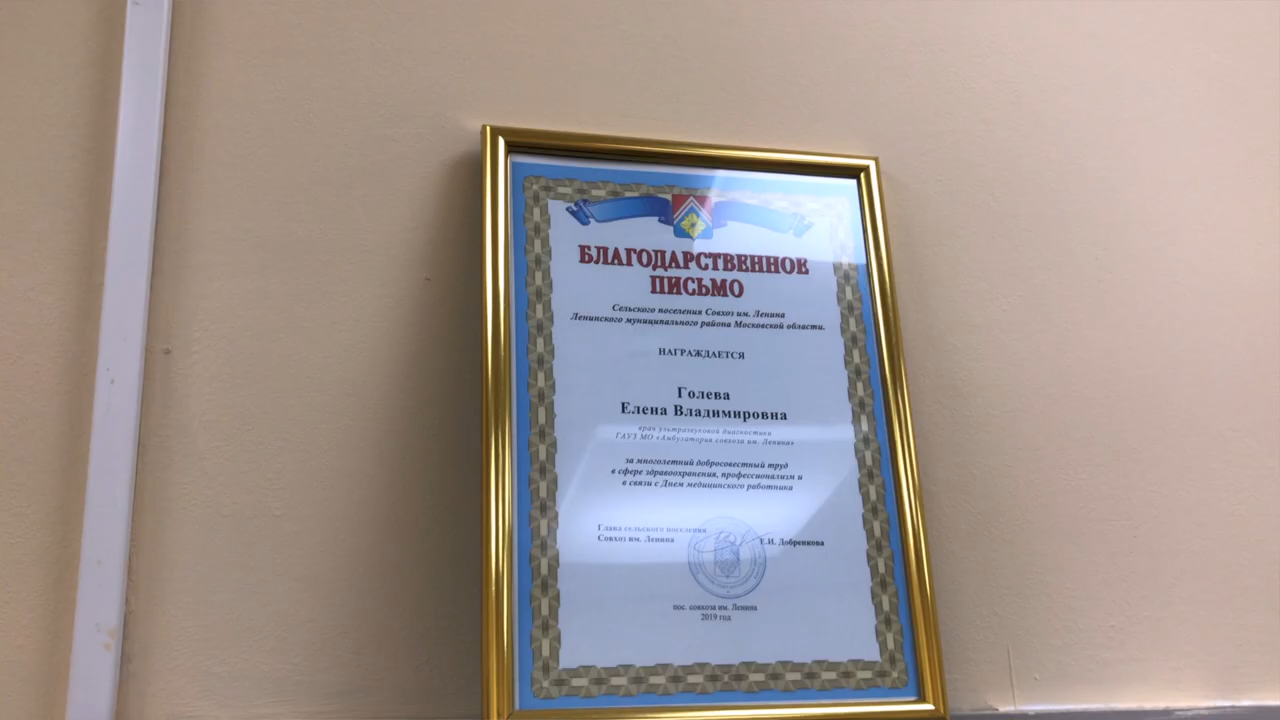 БЛАГОДАРСТВЕННОЕ
ПИСЬМО
Сельского поселения Совхоз им. Ленина
Ленинского муниципального района Московской области.
НАГРАЖДАЕТСЯ
Голева
Елена Владимировна
врач ультразвуковой диагностики
ГАУЗ МО «Амбулатория совхоза им. Ленина»
за многолетний добросовестный труд
в сфере здравоохранения, профессионализм и
в связи с Днем медицинского работника
Глава сельского поселения
Совхоз им. Ленина Е.И. Добренкова
пос. совхоза им. Ленина
2019 год